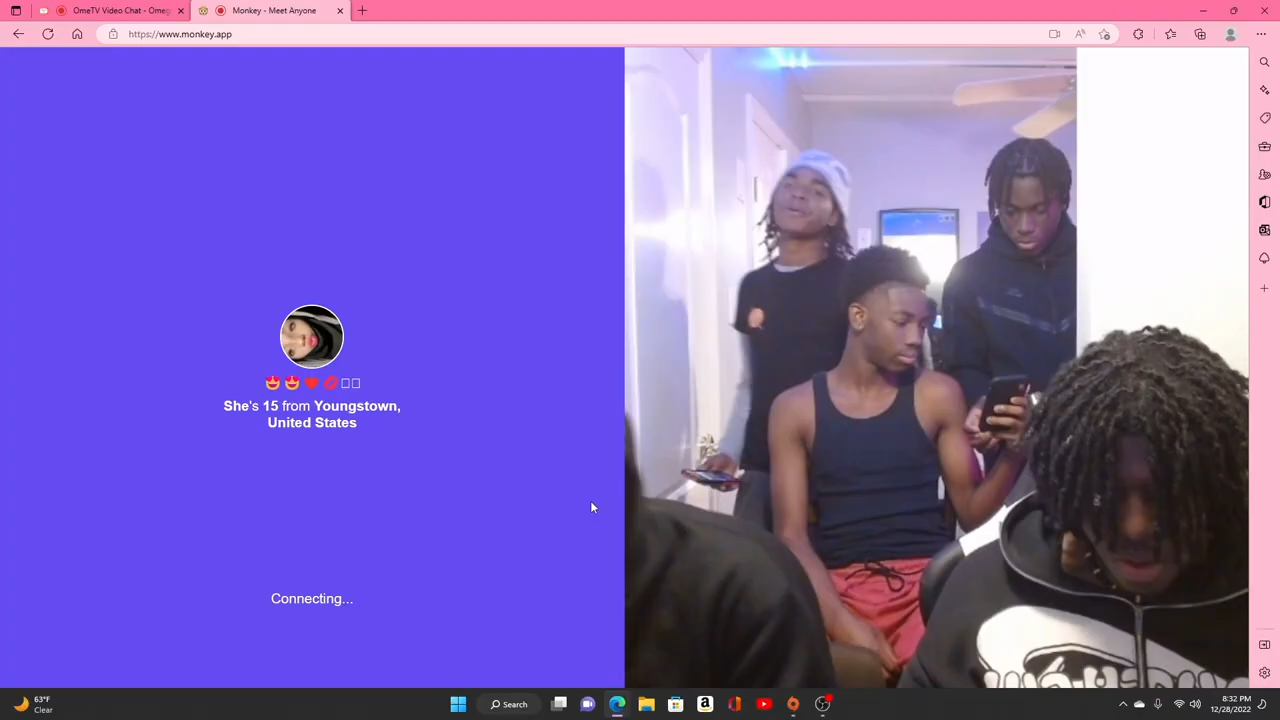 OmeTV Video Chat - Omeg
Monkey - Meet Anyone
https://www.monkey.app
She's 15 from Youngstown,
United States
Connecting...
63°F
Clear
Search
8:32 PM
12/28/2022